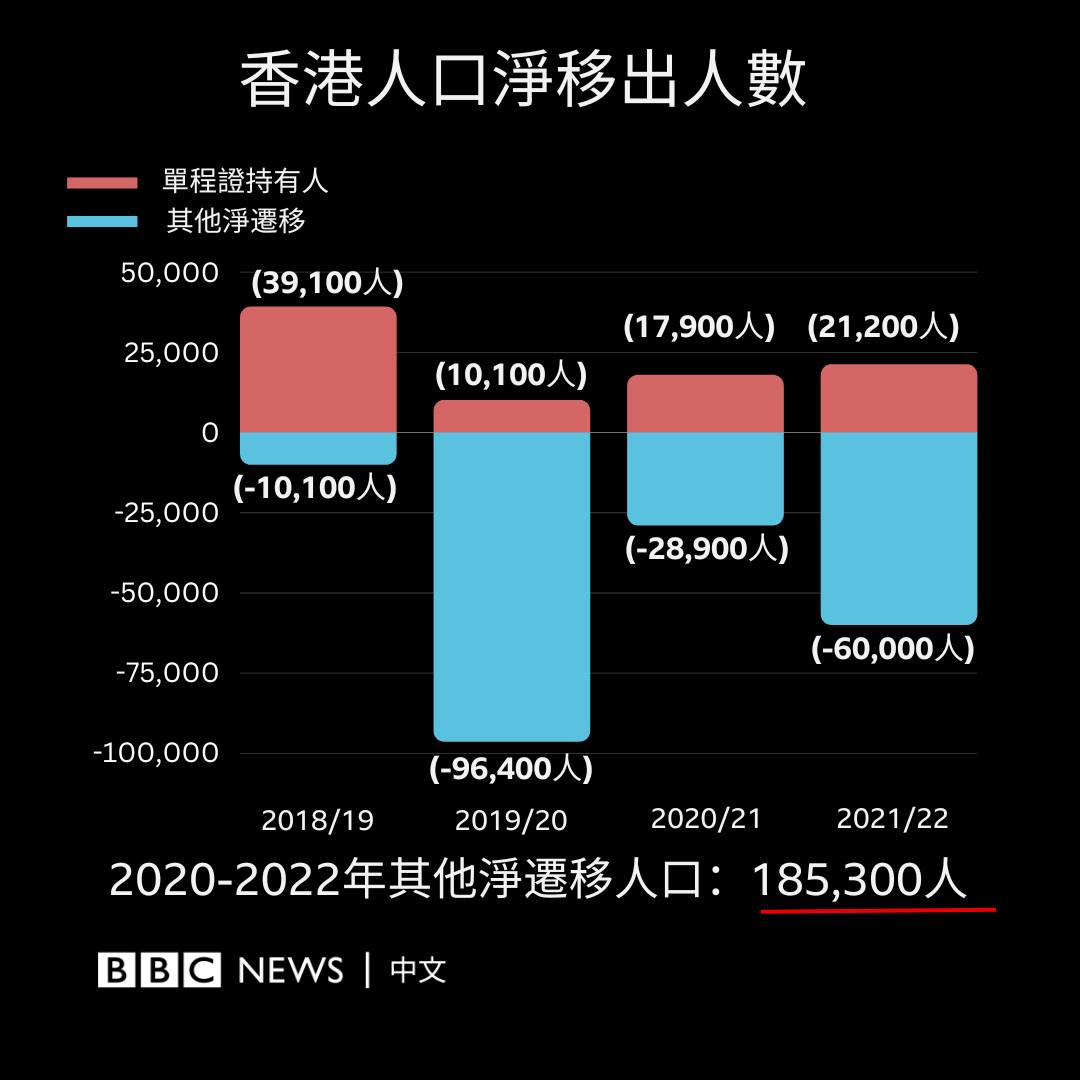 香港人口淨移出人數
單程證持有人
其他淨遷移
50,000
25,000
0
-25,000
-50,000
-75,000
-100,000
(39,100人)
(10,100人)
(17,900人)
(21,200人)
(-10,100人)
(-96,400人)
(-28,900人)
(-60,000人)
2018/19
2019/20
2020/21
2021/22
2020-2022年其他淨遷移人口：185,300人
BBC NEWS | 中文